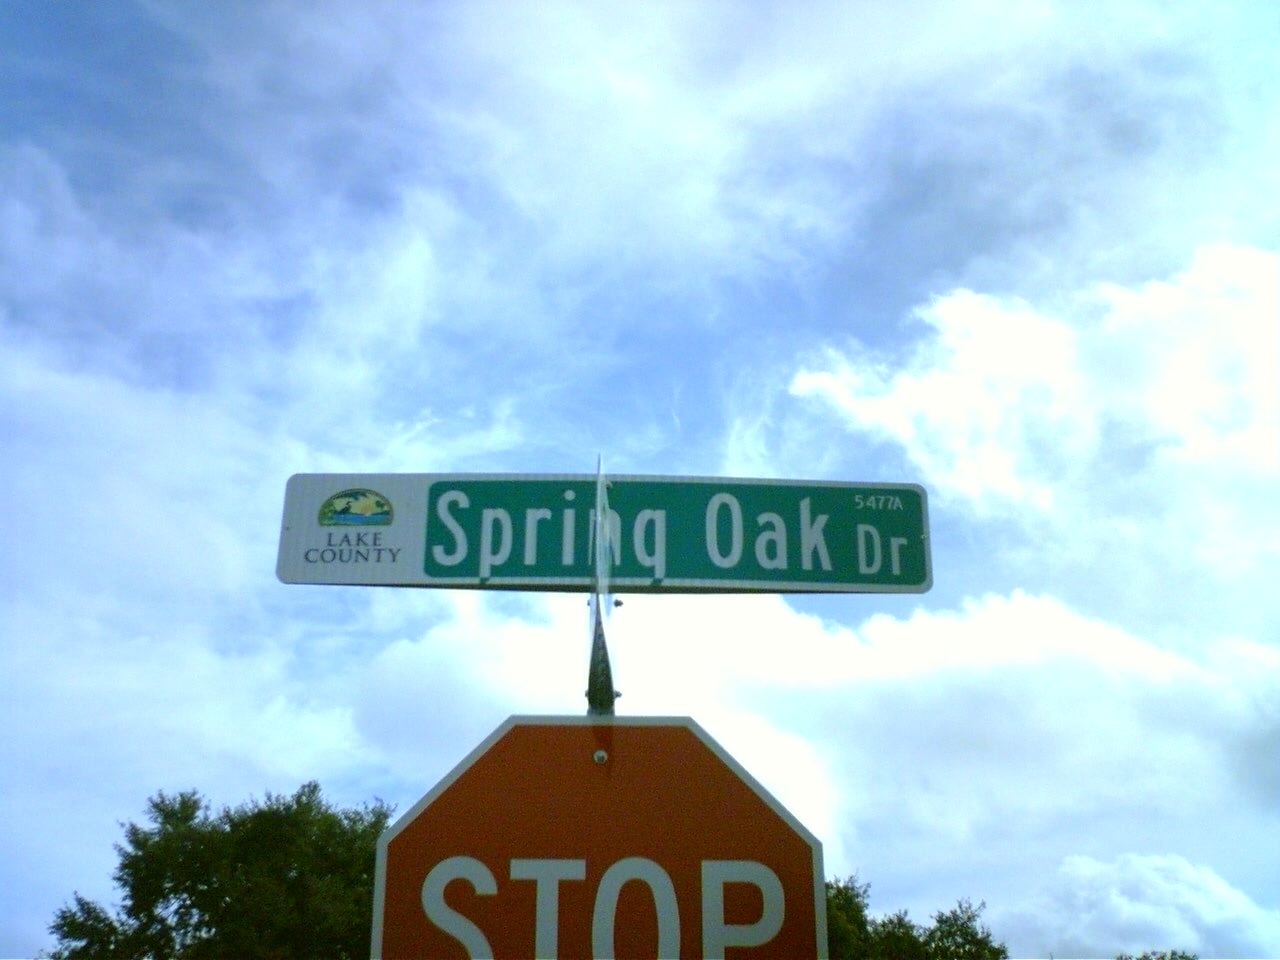 LAKE
COUNTY
Spring Oak Dr
5477A
STOP